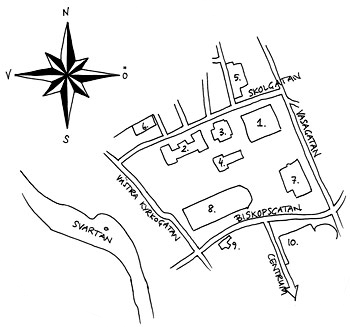 N
V
Ö
S
SKOLGATAN
VASAGATAN
5.
6.
2.
3.
1.
4.
VÄSTRA KYRKOGATAN
8.
7.
BISKOPSGATAN
SVARTÅN
9.
10.
CENTRUM